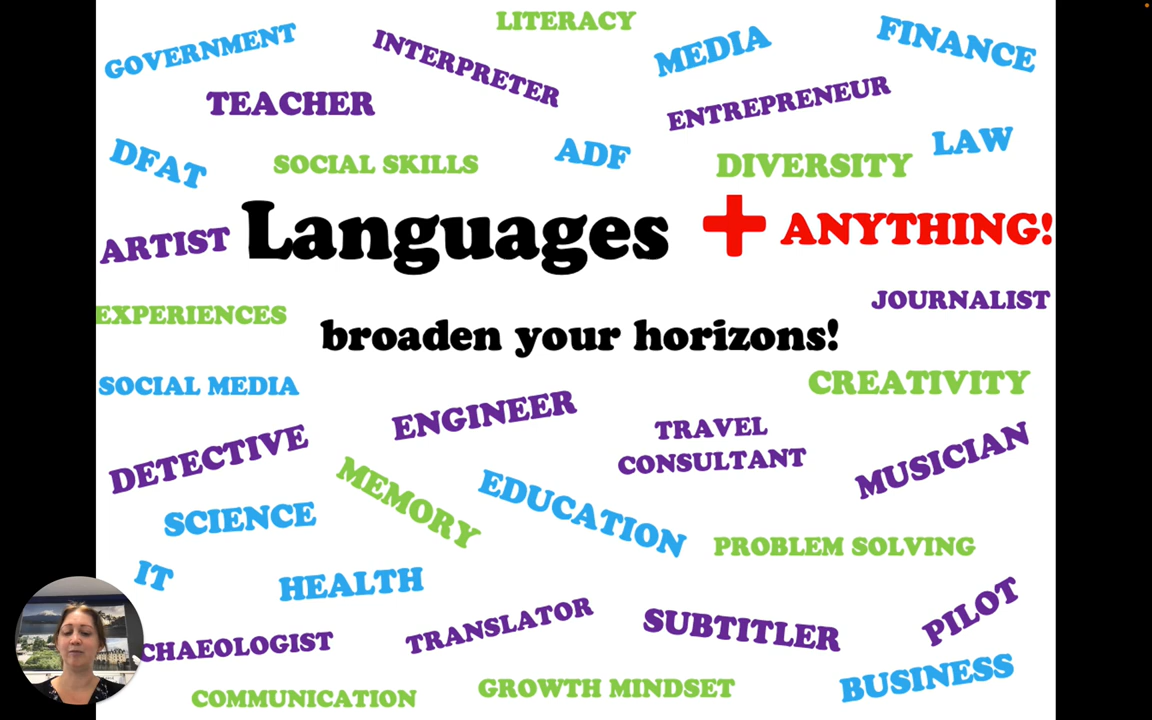 LITERACY
GOVERNMENT
INTERPRETER
MEDIA
FINANCE
TEACHER
ENTREPRENEUR
DFAT
SOCIAL SKILLS
ADF
DIVERSITY
LAW
ARTIST
Languages + ANYTHING!
EXPERIENCES
JOURNALIST
broaden your horizons!
SOCIAL MEDIA
CREATIVITY
ENGINEER
DETECTIVE
TRAVEL
CONSULTANT
MUSICIAN
MEMORY
EDUCATION
SCIENCE
PROBLEM SOLVING
IT
HEALTH
CHAEOLOGIST
TRANSLATOR
SUBTITLER
PILOT
BUSINESS
COMMUNICATION
GROWTH MINDSET